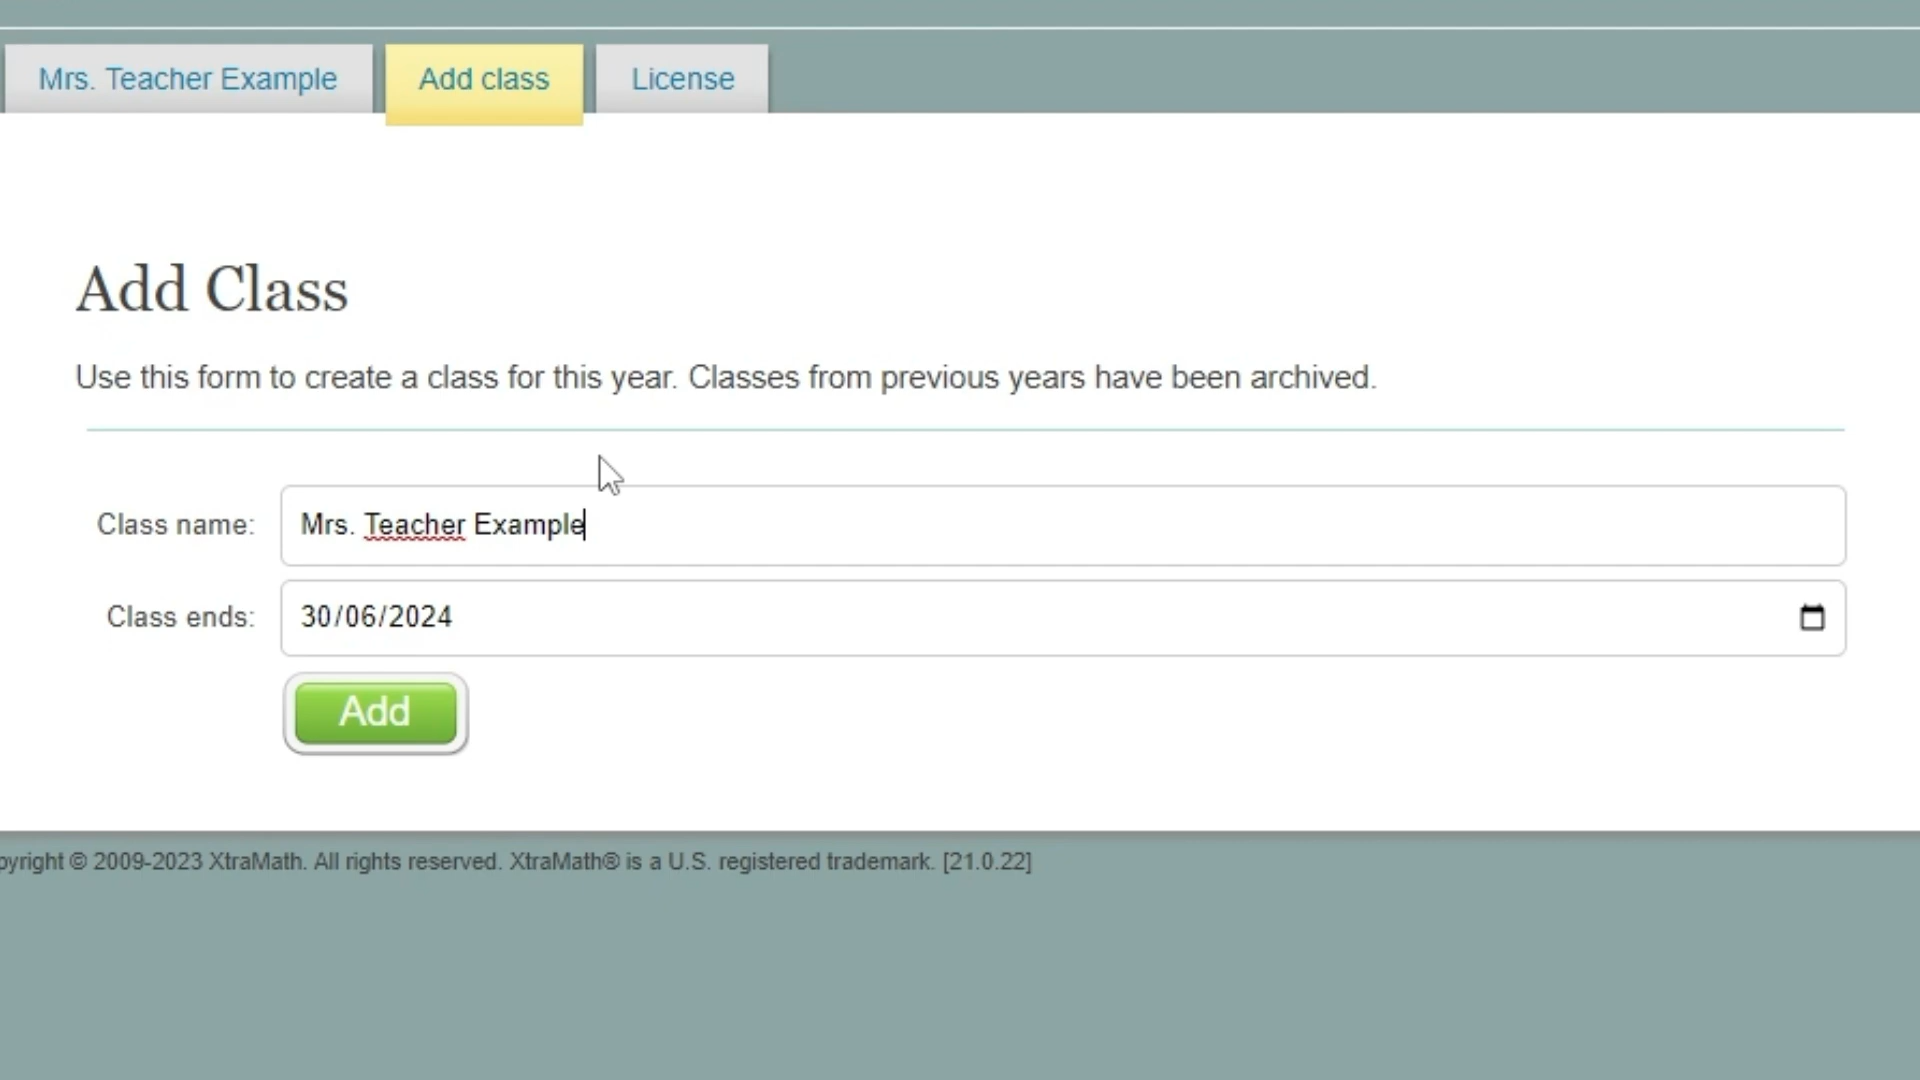 Mrs. Teacher Example Add class License
Add Class
Use this form to create a class for this year. Classes from previous years have been archived.
Class name: Mrs. Teacher Example
Class ends: 30/06/2024
Add
pyright © 2009-2023 XtraMath. All rights reserved. XtraMath® is a U.S. registered trademark. [21.0.22]